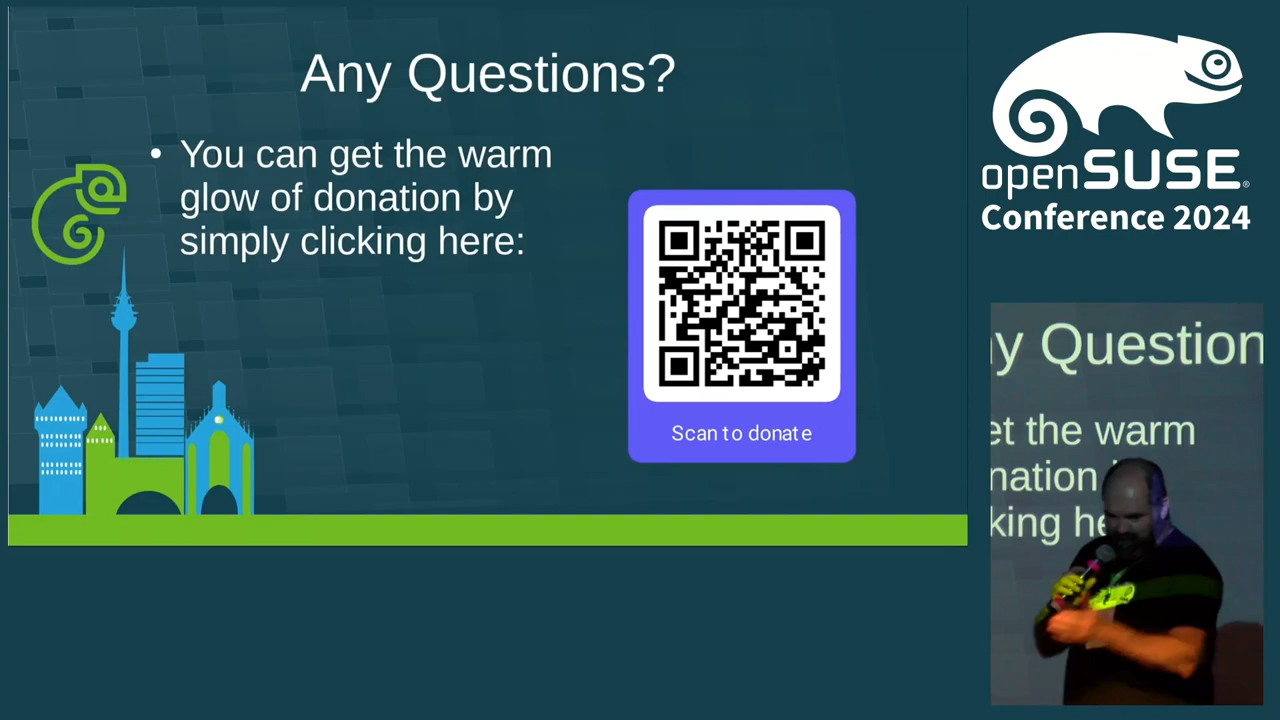 Any Questions?
• You can get the warm
glow of donation by
simply clicking here:
Scan to donate
openSUSE®
Conference 2024
ny Question
et the warm
nation
king he